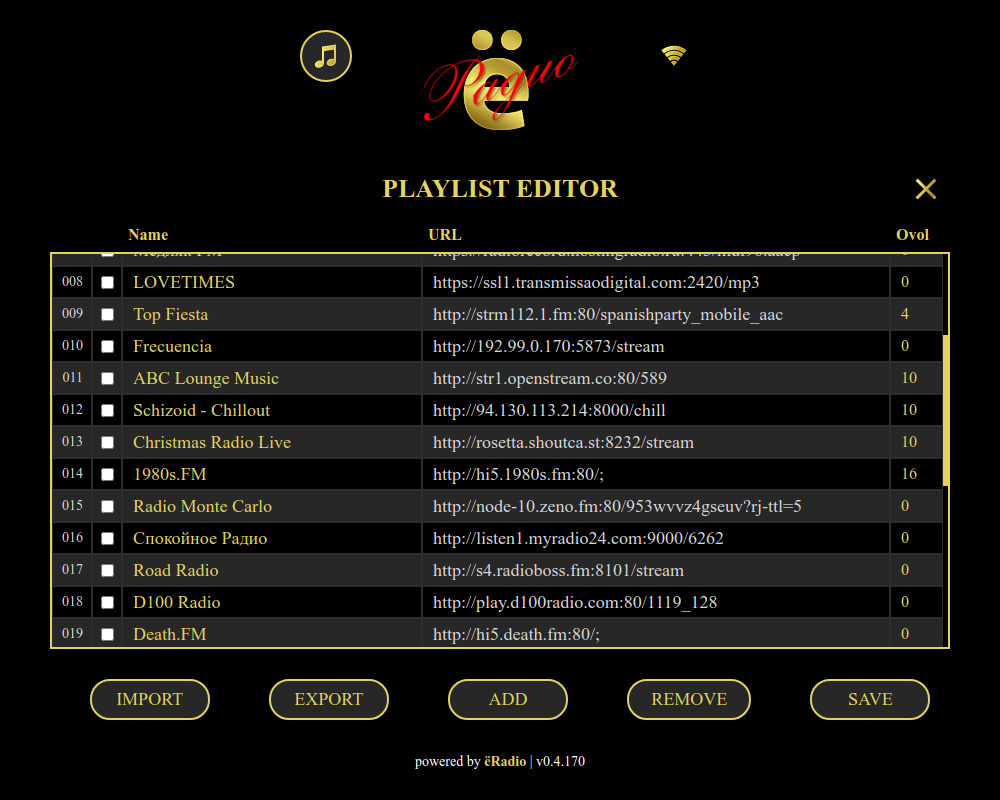 ё
Радио
PLAYLIST EDITOR
Name URL Ovol
008 LOVETIMES https://ssl1.transmissaodigital.com:2420/mp3 0
009 Top Fiesta http://strm112.1.fm:80/spanishparty_mobile_aac 4
010 Frecuencia http://192.99.0.170:5873/stream 0
011 ABC Lounge Music http://str1.openstream.co:80/589 10
012 Schizoid - Chillout http://94.130.113.214:8000/chill 10
013 Christmas Radio Live http://rosetta.shoutca.st:8232/stream 10
014 1980s.FM http://hi5.1980s.fm:80/; 16
015 Radio Monte Carlo http://node-10.zeno.fm:80/953wvvz4gseuv?rj-ttl=5 0
016 Спокойное Радио http://listen1.myradio24.com:9000/6262 0
017 Road Radio http://s4.radioboss.fm:8101/stream 0
018 D100 Radio http://play.d100radio.com:80/1119_128 0
019 Death.FM http://hi5.death.fm:80/; 0
IMPORT EXPORT ADD REMOVE SAVE
powered by ёRadio | v0.4.170